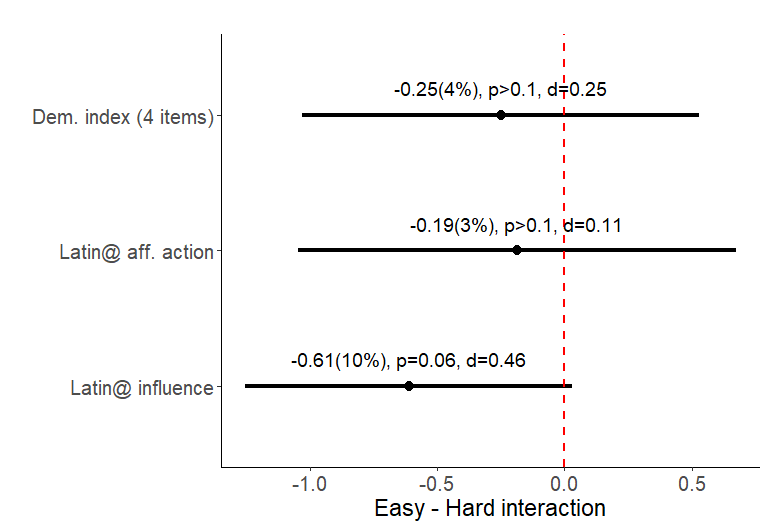 -0.25(4%), p>0.1, d=0.25
Dem. index (4 items)
-0.19(3%), p>0.1, d=0.11
Latin@ aff. action
-0.61(10%), p=0.06, d=0.46
Latin@ influence
-1.0 -0.5 0.0 0.5
Easy - Hard interaction